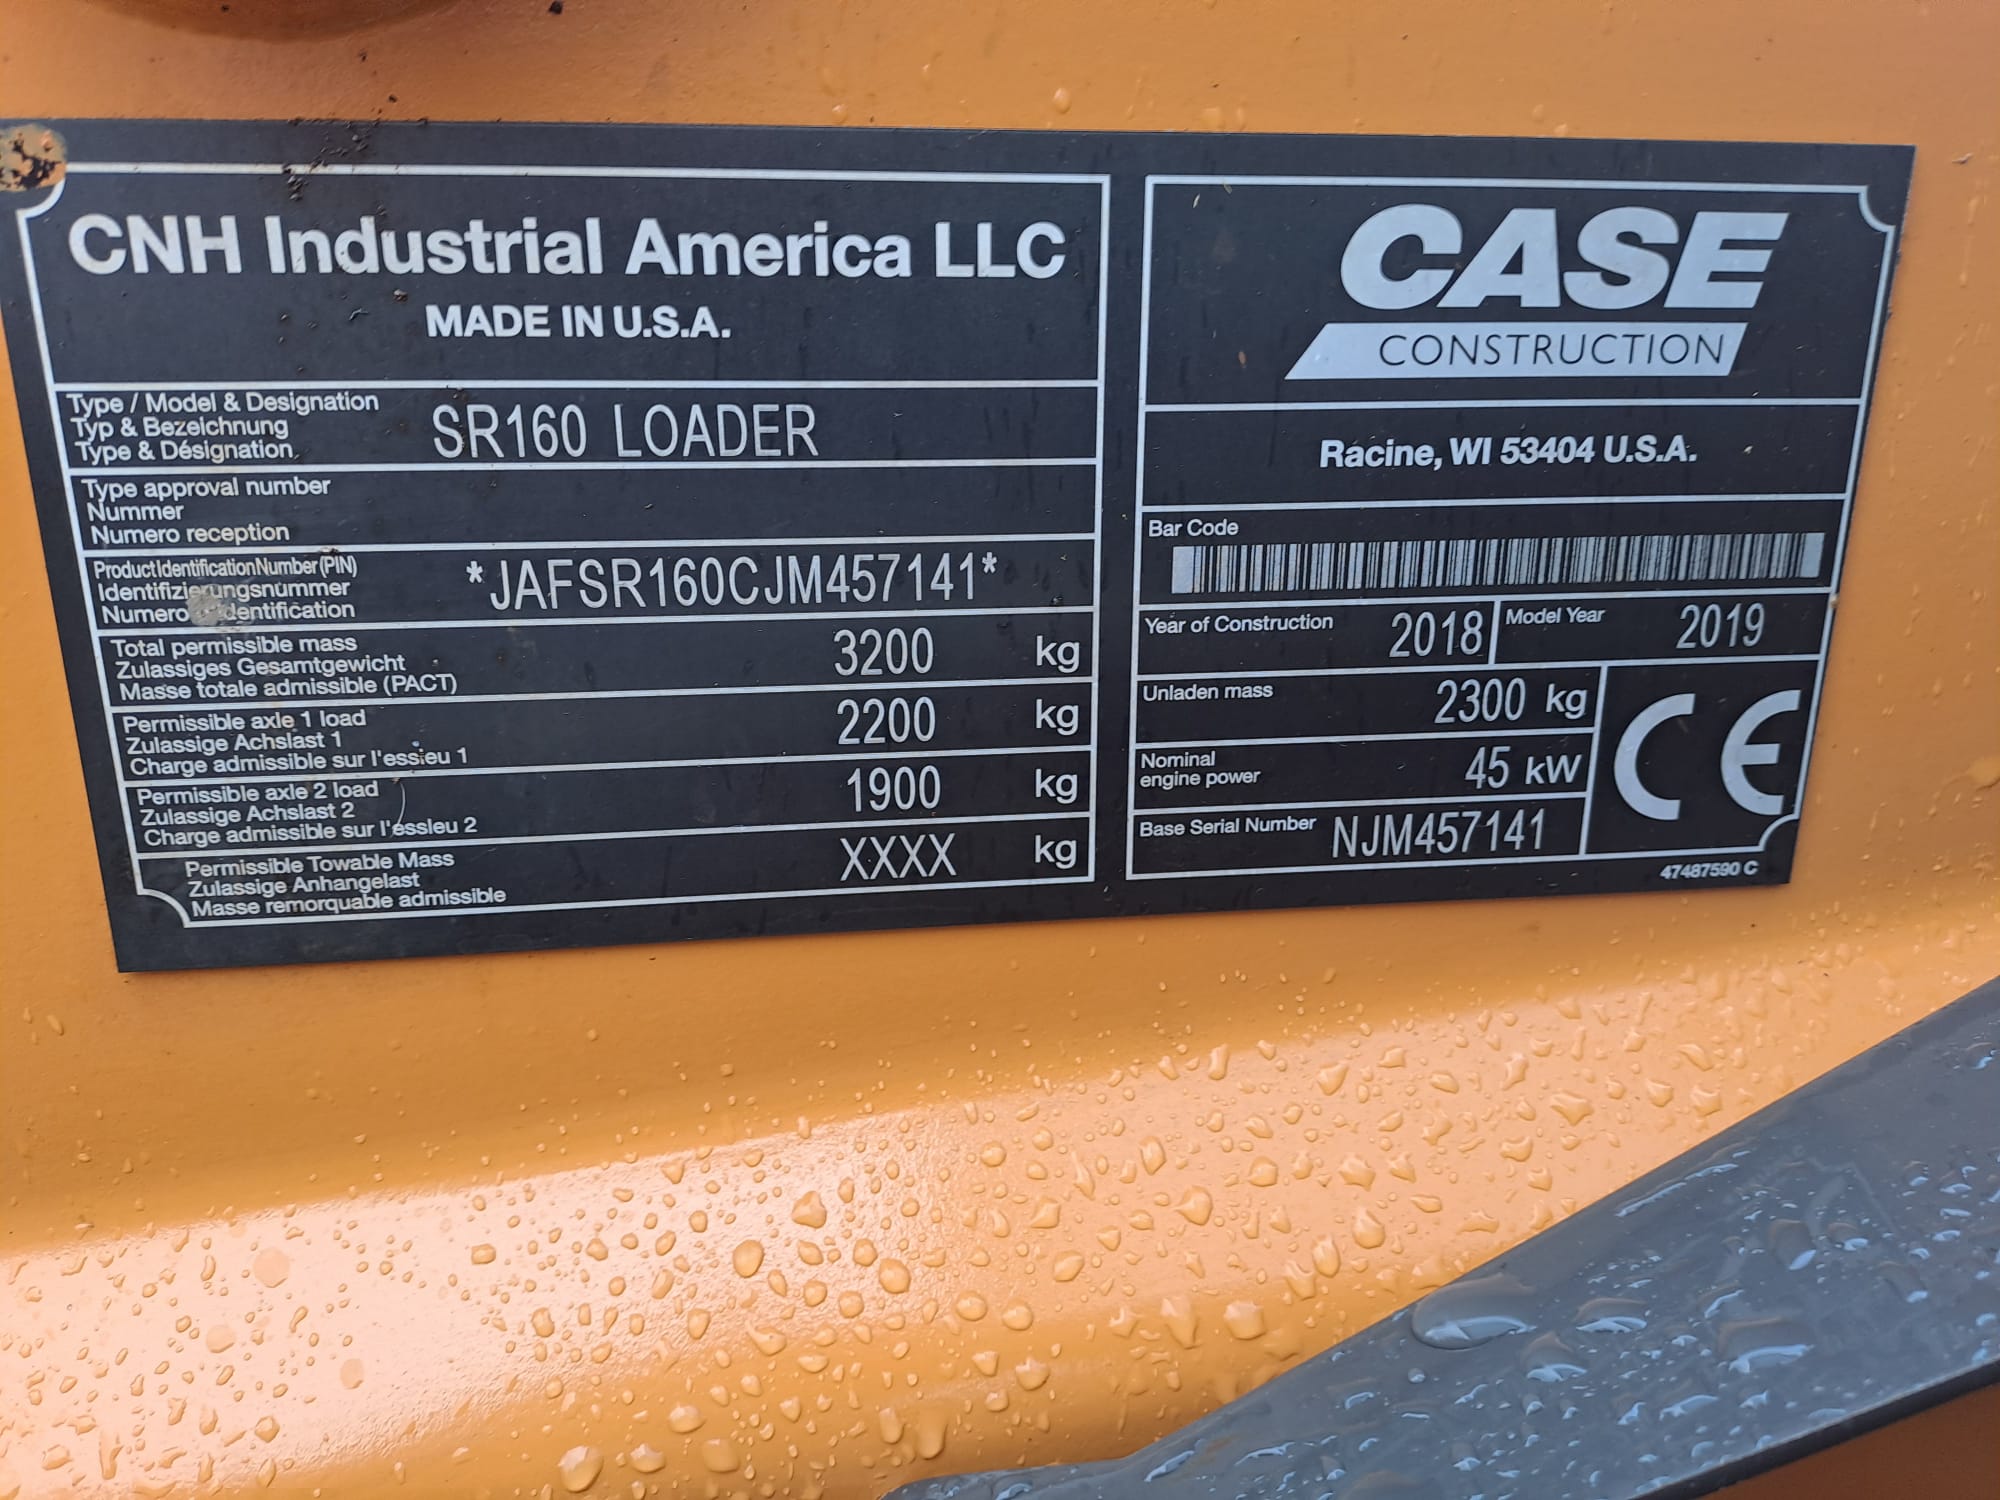 CNH Industrial America LLC
MADE IN U.S.A.
Type / Model & Designation
Typ & Bezeichnung
Type & Désignation
SR160 LOADER
Type approval number
Nummer
Numero reception
Product Identification Number (PIN)
Identifizierungsnummer
Numero identification
*JAFSR160CJM457141*
Total permissible mass
Zulassiges Gesamtgewicht
Masse totale admissible (PACT)
3200 kg
Permissible axle 1 load
Zulassige Achslast 1
Charge admissible sur l'essieu 1
2200 kg
Permissible axle 2 load
Zulassige Achslast 2
Charge admissible sur l'essieu 2
1900 kg
Permissible Towable Mass
Zulassige Anhangelast
Masse remorquable admissible
XXXX kg
CASE
CONSTRUCTION
Racine, WI 53404 U.S.A.
Bar Code
Year of Construction 2018 Model Year 2019
Unladen mass 2300 kg
Nominal
engine power
45 kW
Base Serial Number NJM457141
CE
47487590 C